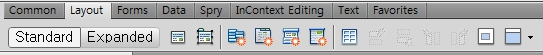 Common Layout Forms Data Spry InContext Editing Text Favorites
Standard Expanded